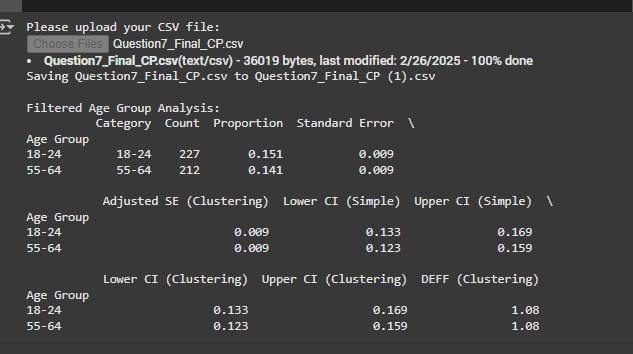 Please upload your CSV file:
Choose Files Question7_Final_CP.csv
• Question7_Final_CP.csv(text/csv) - 36019 bytes, last modified: 2/26/2025 - 100% done
Saving Question7_Final_CP.csv to Question7_Final_CP (1).csv
Filtered Age Group Analysis:
Category Count Proportion Standard Error \
Age Group
18-24 18-24 227 0.151 0.009
55-64 55-64 212 0.141 0.009
Adjusted SE (Clustering) Lower CI (Simple) Upper CI (Simple) \
Age Group
18-24 0.009 0.133 0.169
55-64 0.009 0.123 0.159
Lower CI (Clustering) Upper CI (Clustering) DEFF (Clustering)
Age Group
18-24 0.133 0.169 1.08
55-64 0.123 0.159 1.08